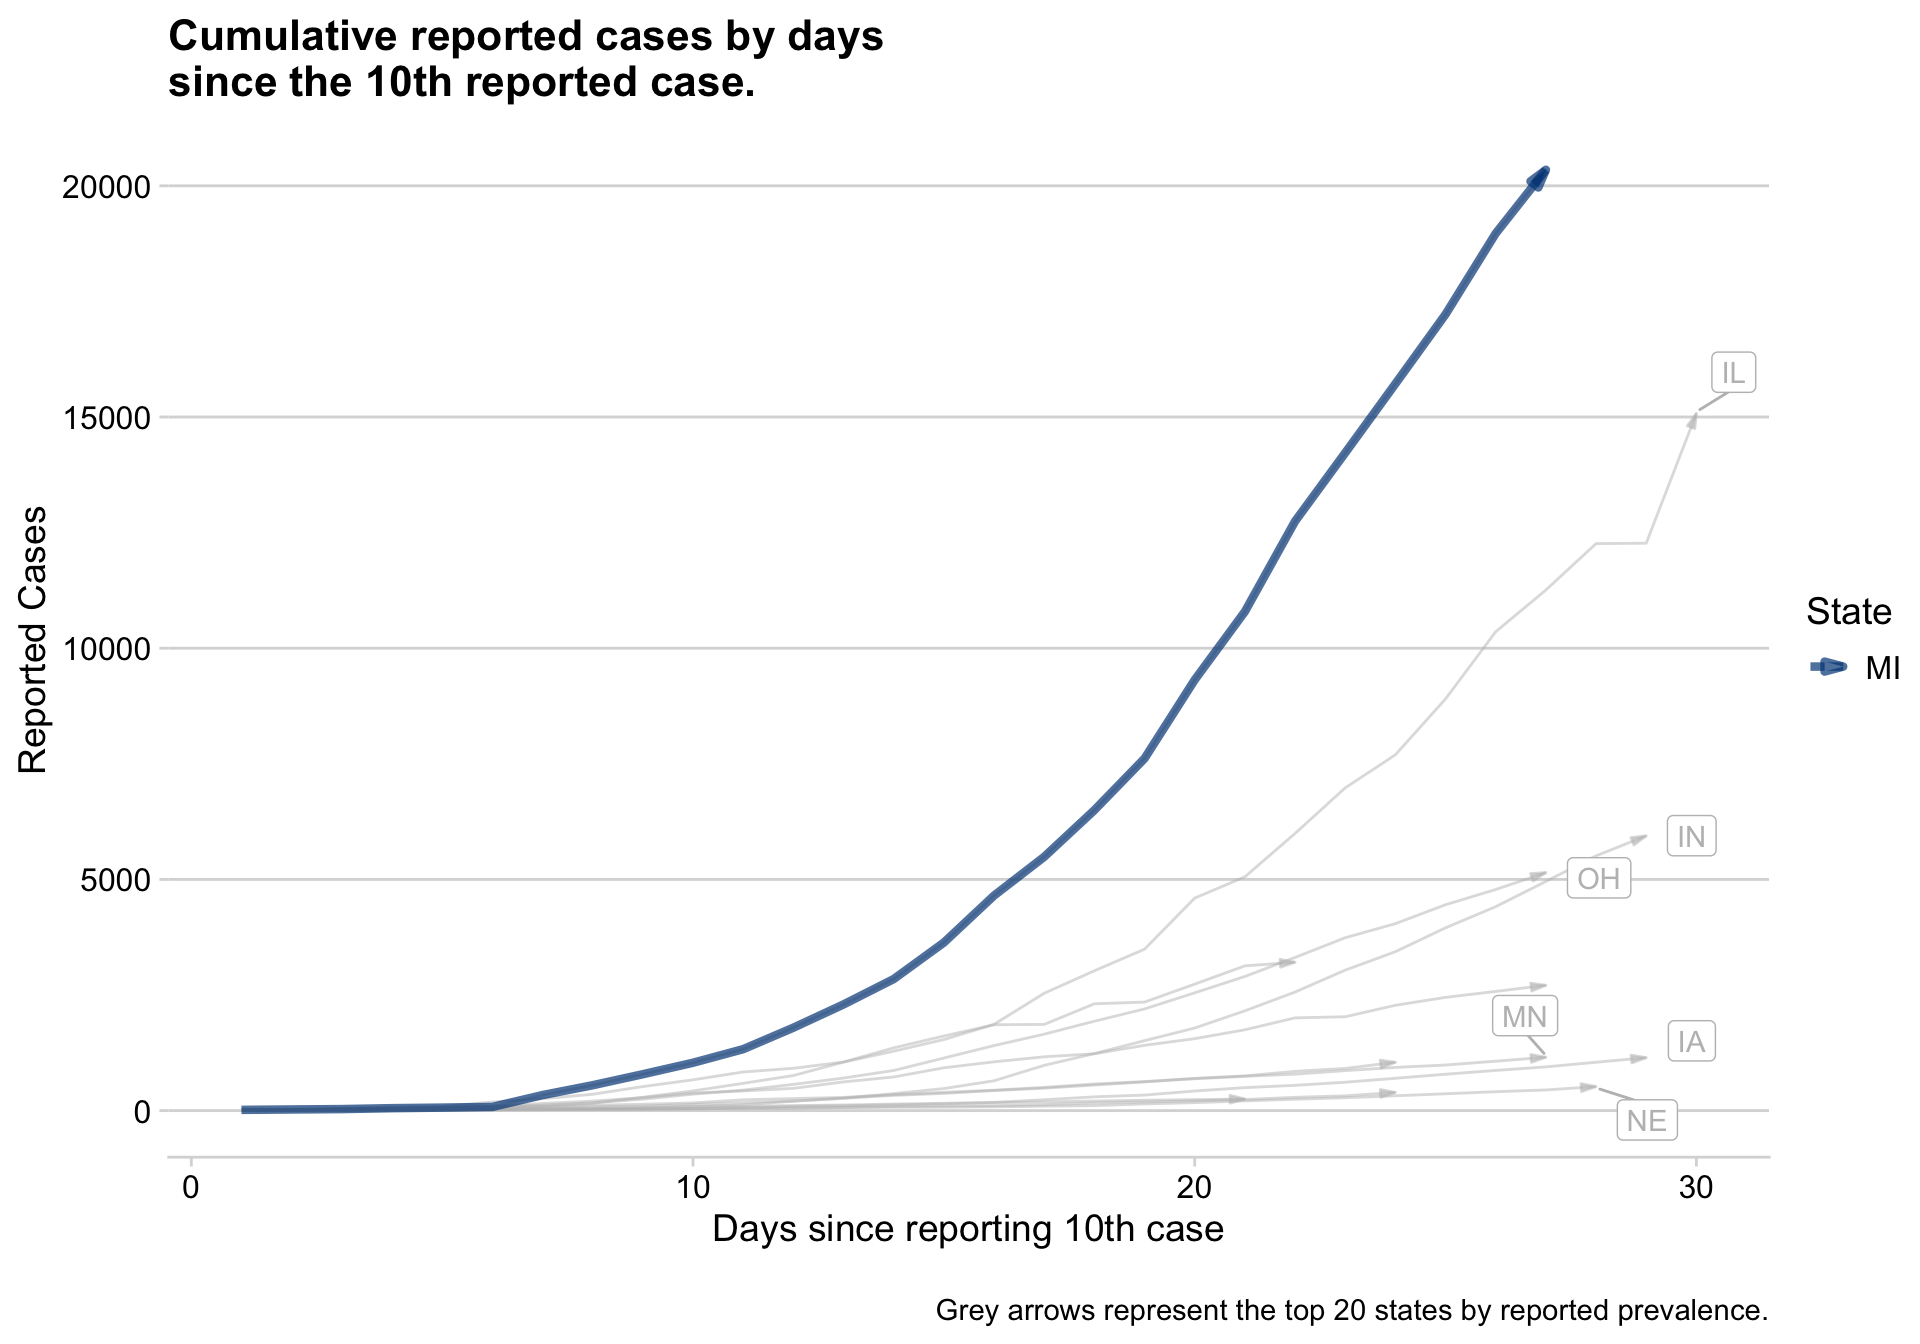 Cumulative reported cases by days
since the 10th reported case.
20000
15000
10000
5000
0
Reported Cases
IL
IN
OH
MN
IA
NE
State
MI
0 10 20 30
Days since reporting 10th case
Grey arrows represent the top 20 states by reported prevalence.